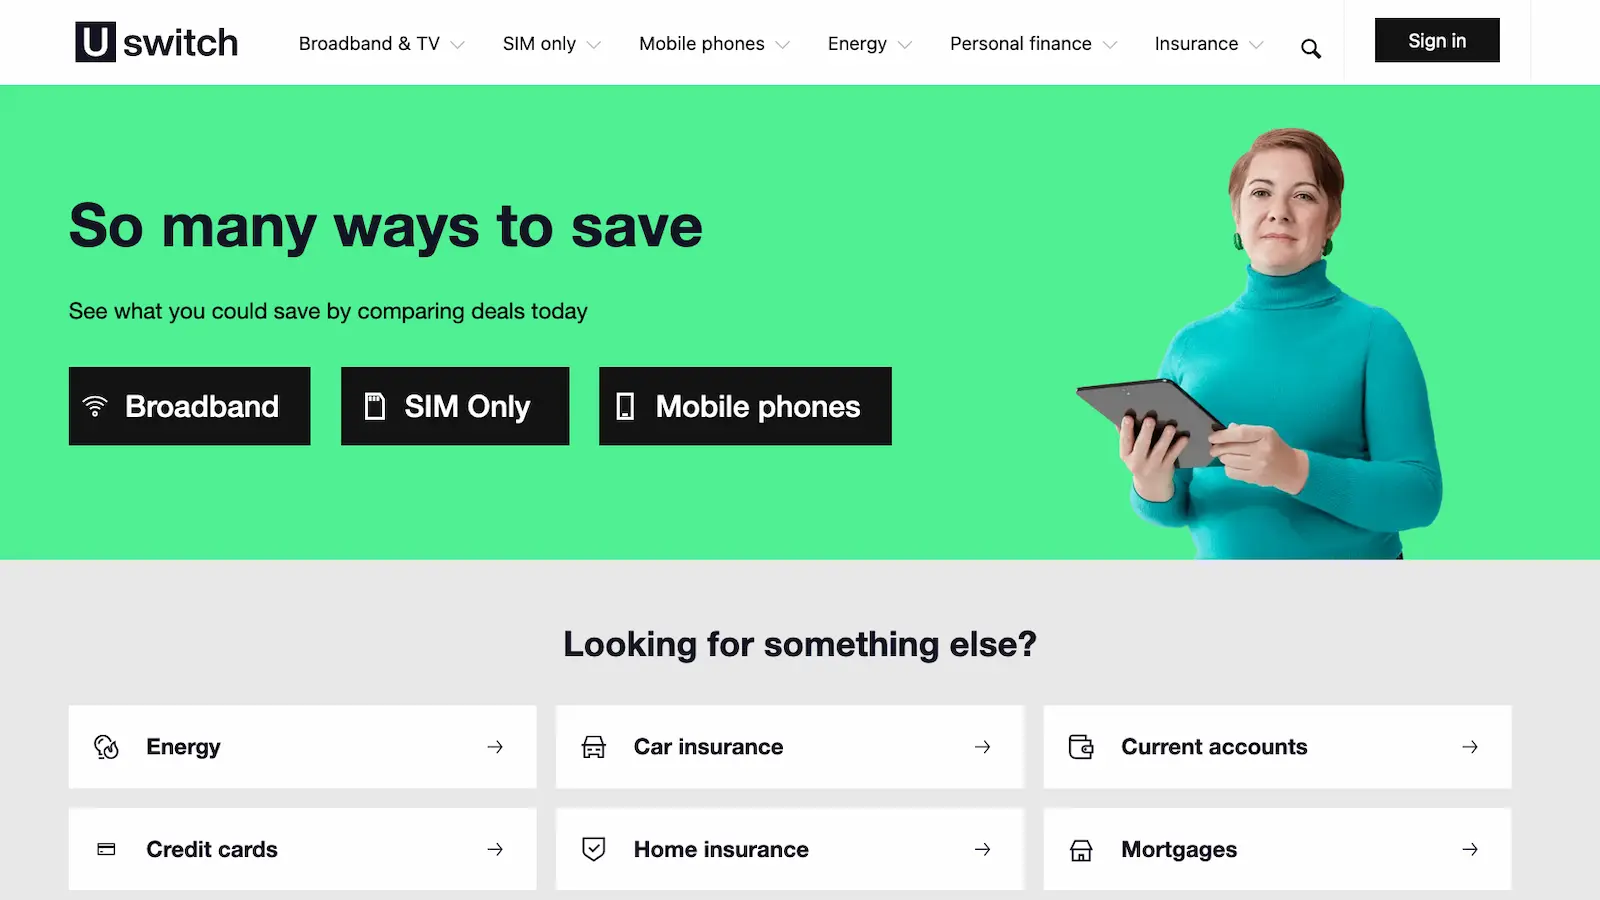 U switch
Broadband & TV
SIM only
Mobile phones
Energy
Personal finance
Insurance
Sign in
So many ways to save
See what you could save by comparing deals today
Broadband
SIM Only
Mobile phones
Looking for something else?
Energy
Car insurance
Current accounts
Credit cards
Home insurance
Mortgages